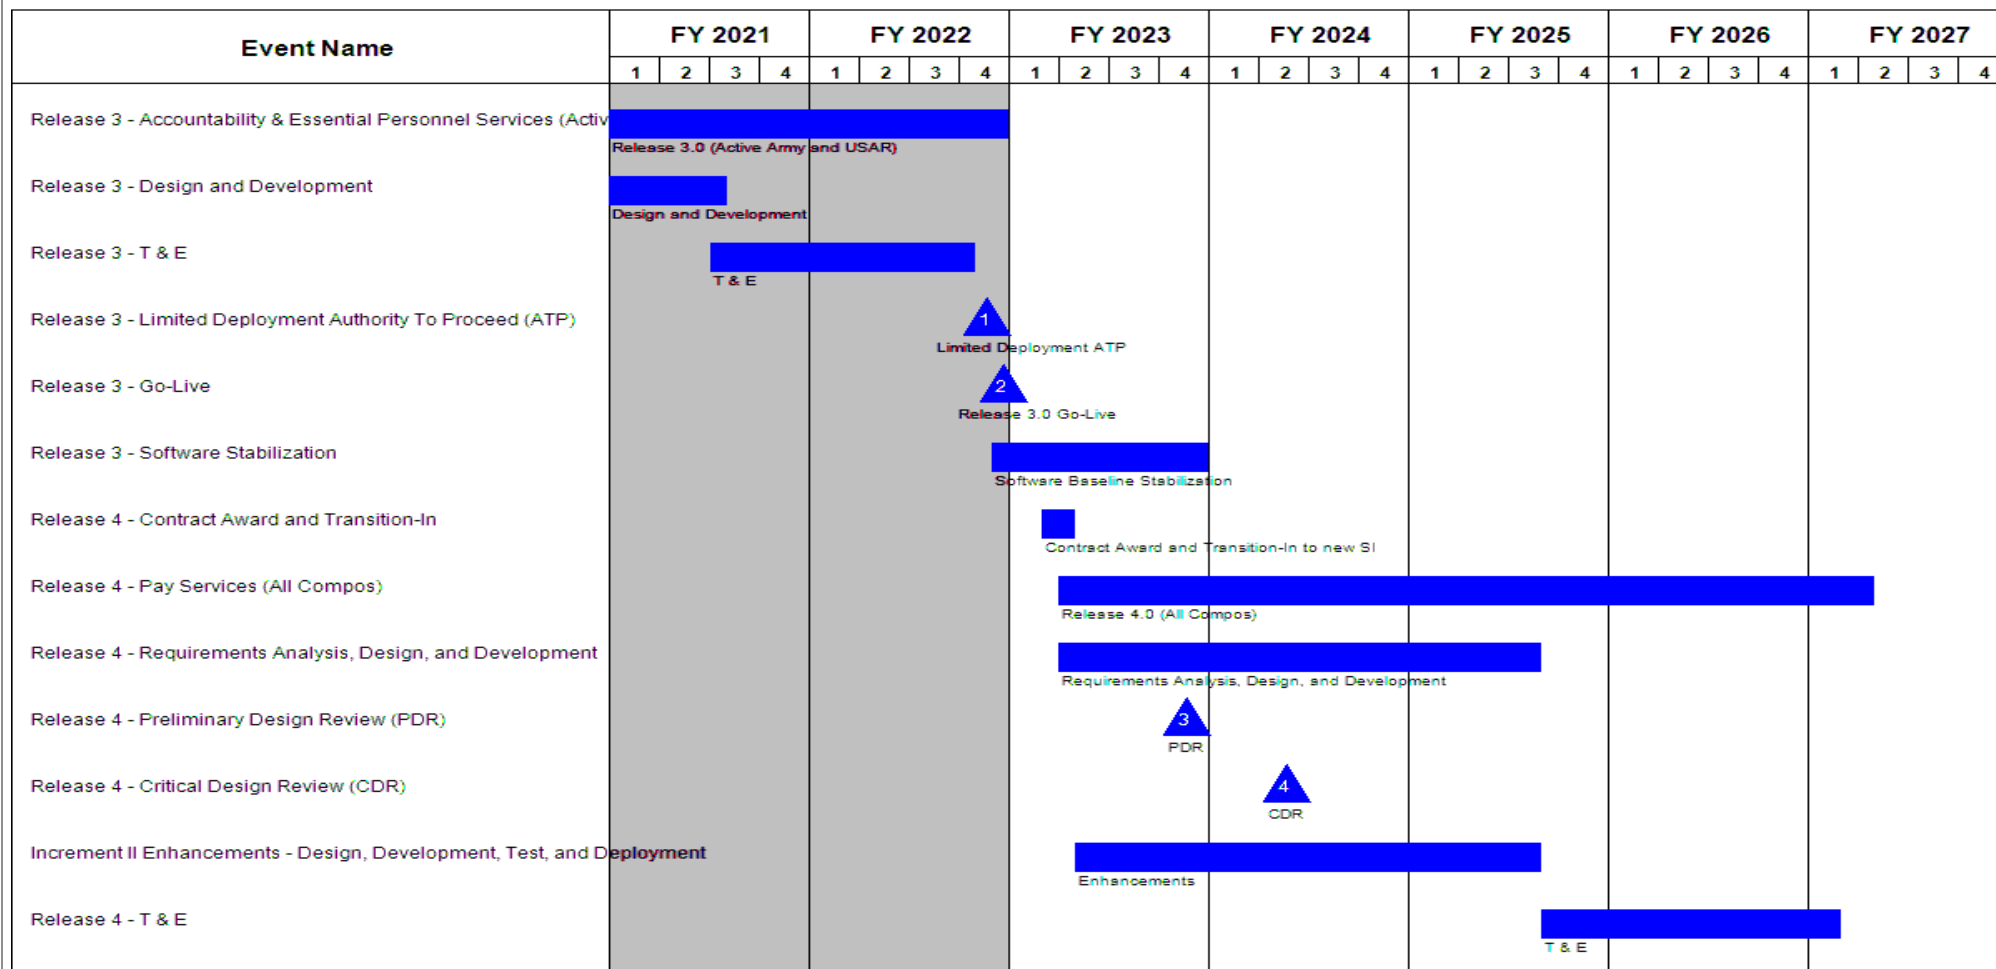 Event Name
FY 2021 FY 2022 FY 2023 FY 2024 FY 2025 FY 2026 FY 2027
1 2 3 4 1 2 3 4 1 2 3 4 1 2 3 4 1 2 3 4 1 2 3 4 1 2 3 4
Release 3 - Accountability & Essential Personnel Services (Activ
Release 3.0 (Active Army and USAR)
Release 3 - Design and Development
Design and Development
Release 3 - T & E
T & E
Release 3 - Limited Deployment Authority To Proceed (ATP)
1
Limited Deployment ATP
Release 3 - Go-Live
2
Release 3.0 Go-Live
Release 3 - Software Stabilization
Software Baseline Stabilization
Release 4 - Contract Award and Transition-In
Contract Award and Transition-In to new SI
Release 4 - Pay Services (All Compos)
Release 4.0 (All Compos)
Release 4 - Requirements Analysis, Design, and Development
Requirements Analysis, Design, and Development
Release 4 - Preliminary Design Review (PDR)
3
PDR
Release 4 - Critical Design Review (CDR)
4
CDR
Increment II Enhancements - Design, Development, Test, and Deployment
Enhancements
Release 4 - T & E
T & E